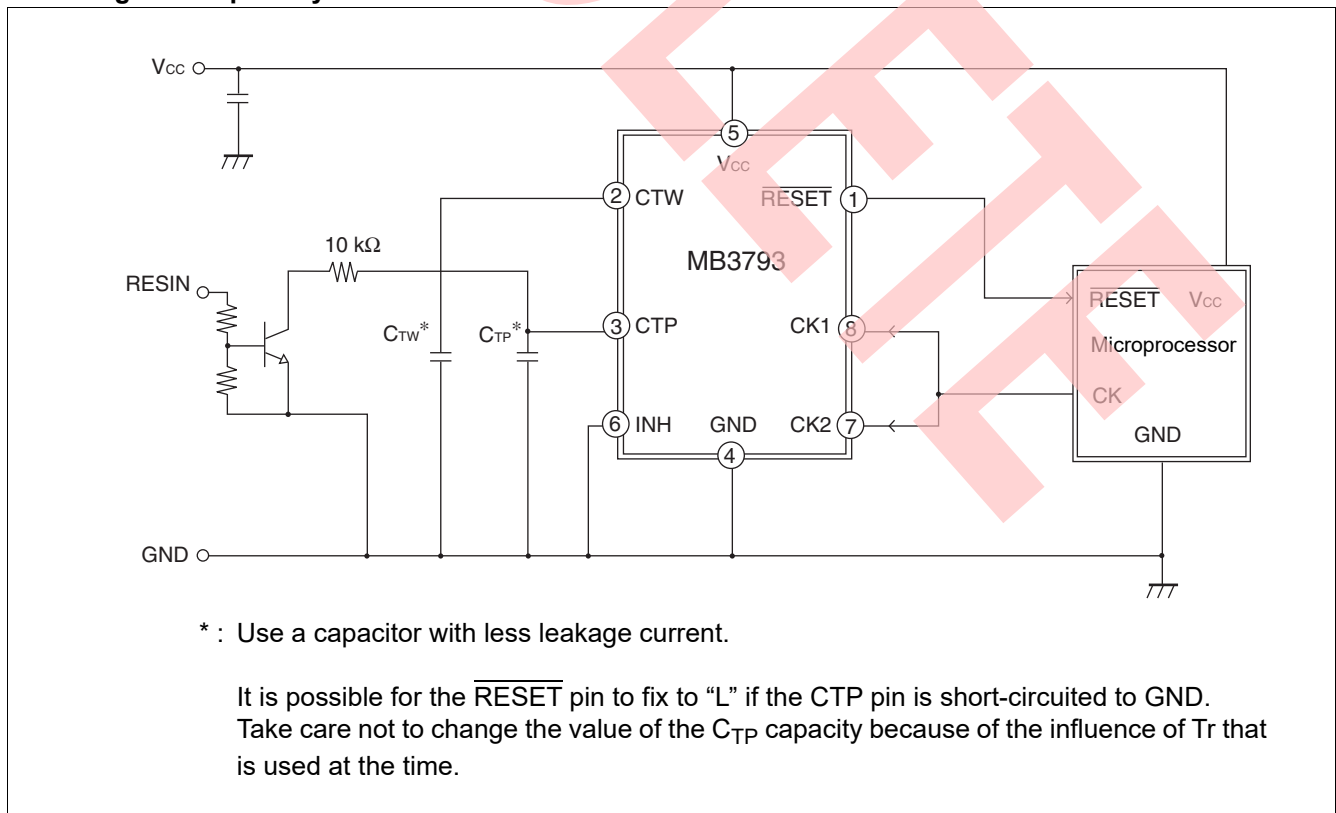 Vcc
5
Vcc
2 CTW
RESET 1
10 kΩ
MB3793
RESIN
RESET Vcc
CTW*
CTP*
3 CTP
CK1 8
Microprocessor
CK
6 INH
GND
CK2 7
GND
4
GND
* : Use a capacitor with less leakage current.
It is possible for the RESET pin to fix to “L” if the CTP pin is short-circuited to GND.
Take care not to change the value of the CTP capacity because of the influence of Tr that
is used at the time.